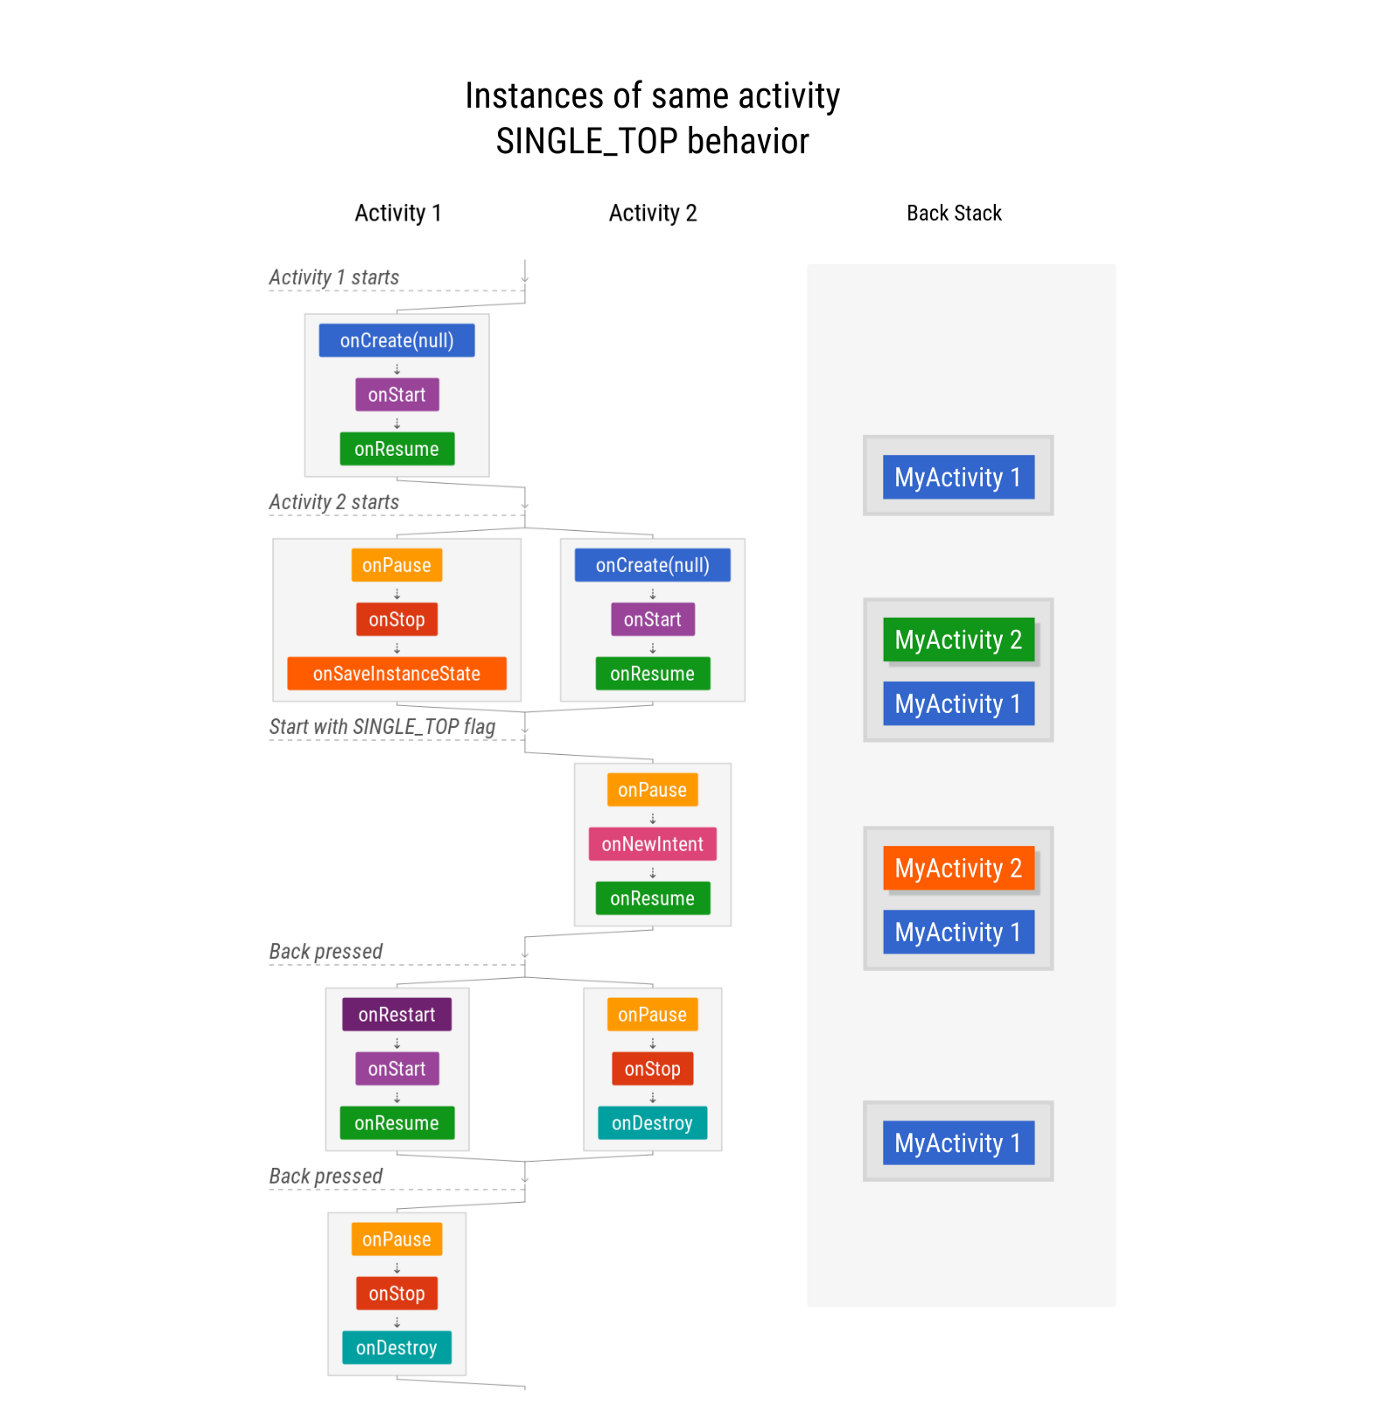 Instances of same activity
SINGLE_TOP behavior
Activity 1
Activity 2
Back Stack
Activity 1 starts
onCreate(null)
onStart
onResume
MyActivity 1
Activity 2 starts
onPause
onStop
onSaveInstanceState
onCreate(null)
onStart
onResume
MyActivity 2
MyActivity 1
Start with SINGLE_TOP flag
onPause
onNewIntent
onResume
MyActivity 2
MyActivity 1
Back pressed
onRestart
onStart
onResume
onPause
onStop
onDestroy
MyActivity 1
Back pressed
onPause
onStop
onDestroy